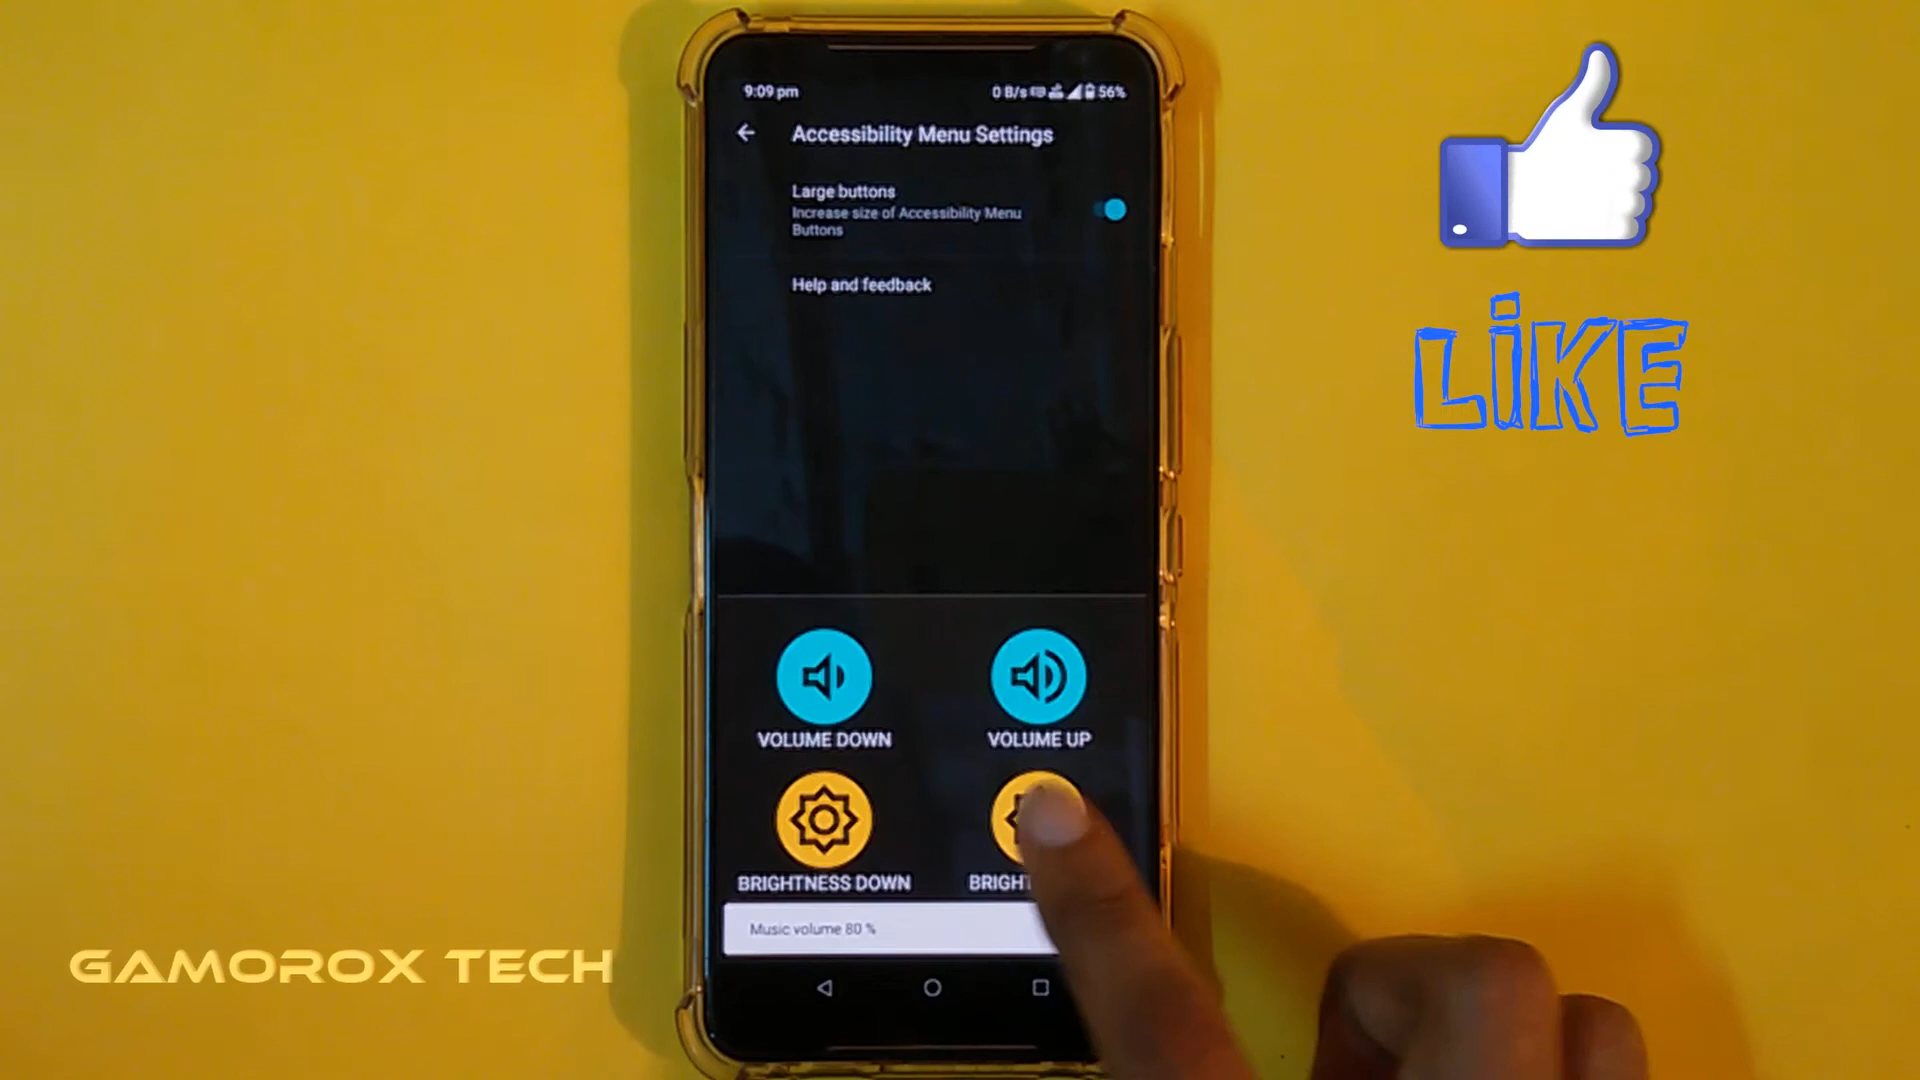 9:09 pm
0 B/s 56%
Accessibility Menu Settings
Large buttons
Increase size of Accessibility Menu
Buttons
Help and feedback
LiKE
VOLUME DOWN
VOLUME UP
BRIGHTNESS DOWN
BRIGHT
Music volume 80 %
GAMOROX TECH